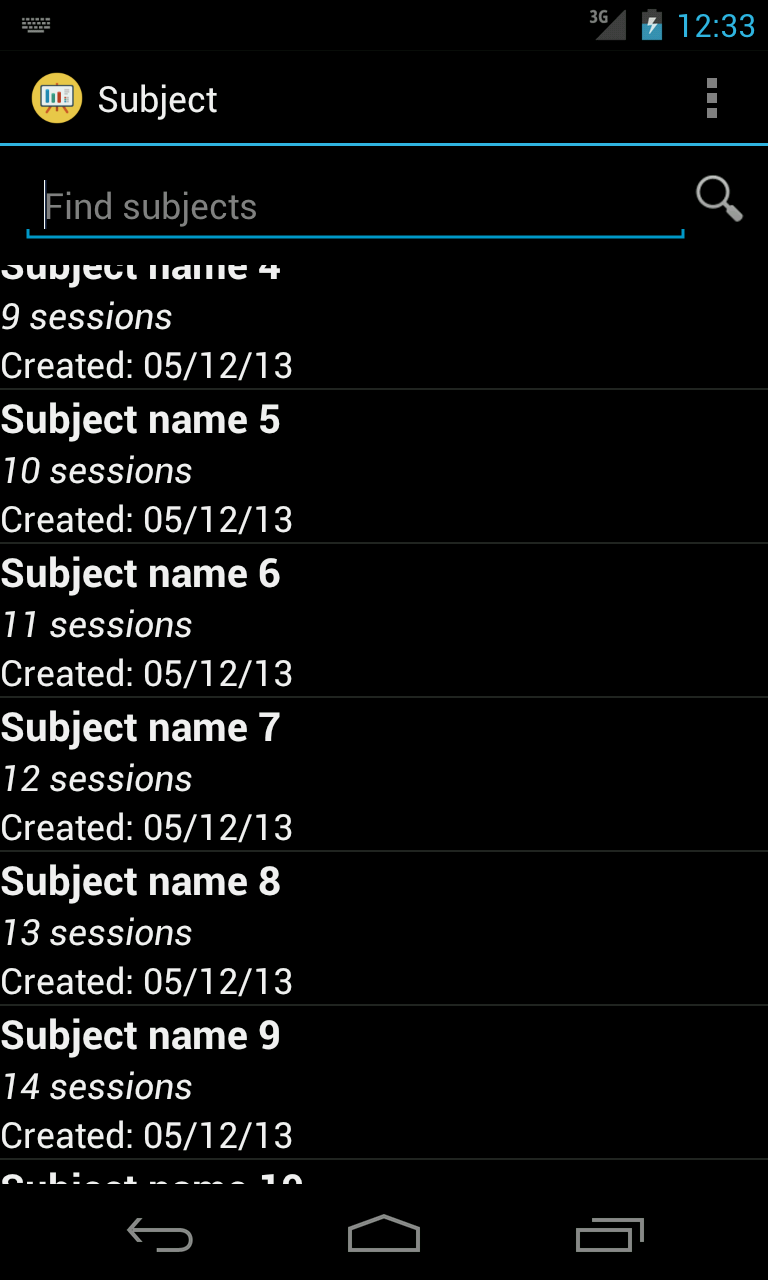 3G 12:33
Subject
Find subjects
Subject name 4
9 sessions
Created: 05/12/13
Subject name 5
10 sessions
Created: 05/12/13
Subject name 6
11 sessions
Created: 05/12/13
Subject name 7
12 sessions
Created: 05/12/13
Subject name 8
13 sessions
Created: 05/12/13
Subject name 9
14 sessions
Created: 05/12/13
Subject name 10